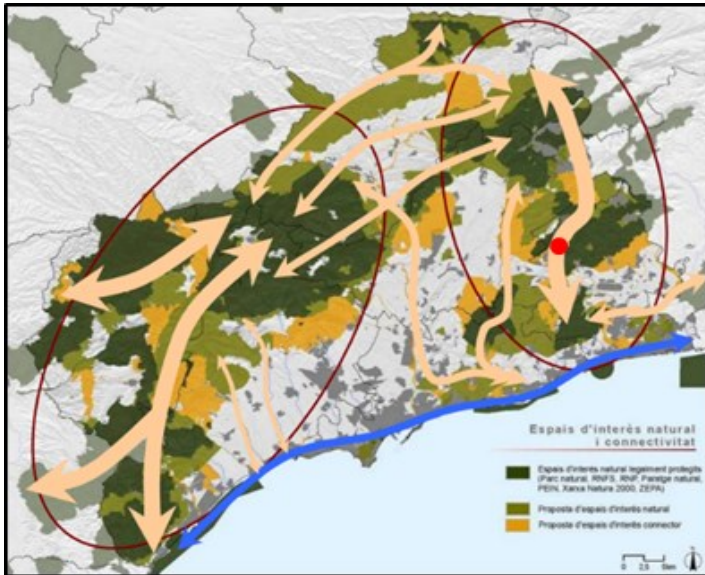 Espais d'interès natural
i connectivitat
Espais d'interès natural legalment protegits
(Parc natural, RNFS, RNP, Paratge natural,
PEIN, Xarxa Natura 2000, ZEPA)
Proposta d'espais d'interès natural
Proposta d'espais d'interès connector
0 2,5 5km